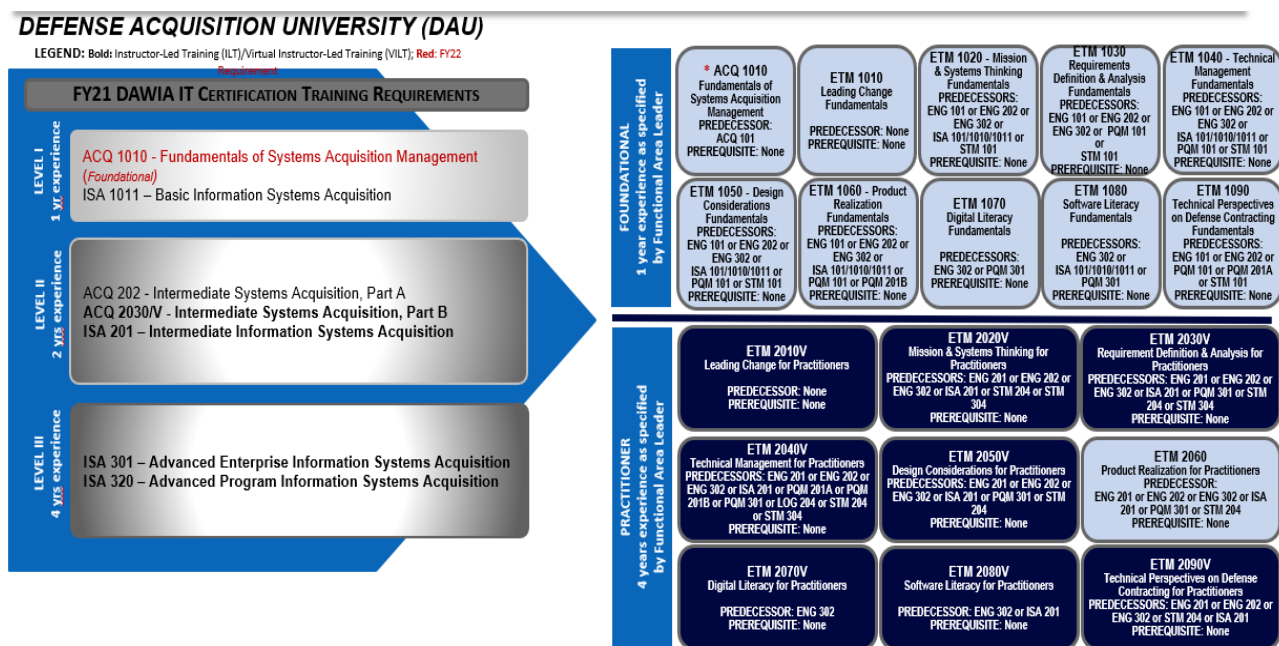 DEFENSE ACQUISITION UNIVERSITY (DAU)
LEGEND: Bold: Instructor-Led Training (ILT)/Virtual Instructor-Led Training (VILT); Red: FY22
Requirement
FY21 DAWIA IT CERTIFICATION TRAINING REQUIREMENTS
LEVEL I
1 yr experience
ACQ 1010 - Fundamentals of Systems Acquisition Management
(Foundational)
ISA 1011 – Basic Information Systems Acquisition
LEVEL II
2 yrs experience
ACQ 202 - Intermediate Systems Acquisition, Part A
ACQ 2030/V - Intermediate Systems Acquisition, Part B
ISA 201 – Intermediate Information Systems Acquisition
LEVEL III
4 yrs experience
ISA 301 – Advanced Enterprise Information Systems Acquisition
ISA 320 – Advanced Program Information Systems Acquisition
FOUNDATIONAL
1 year experience as specified
by Functional Area Leader
* ACQ 1010
Fundamentals of
Systems Acquisition
Management
PREDECESSOR:
ACQ 101
PREREQUISITE: None
ETM 1010
Leading Change
Fundamentals
PREDECESSOR: None
PREREQUISITE: None
ETM 1020 - Mission
& Systems Thinking
Fundamentals
PREDECESSORS:
ENG 101 or ENG 202 or
ENG 302 or
ISA 101/1010/1011 or
STM 101
PREREQUISITE: None
ETM 1030
Requirements
Definition & Analysis
Fundamentals
PREDECESSORS:
ENG 101 or ENG 202 or
ENG 302 or PQM 101
or
STM 101
PREREQUISITE: None
ETM 1040 - Technical
Management
Fundamentals
PREDECESSORS:
ENG 101 or ENG 202 or
ENG 302 or
ISA 101/1010/1011 or
PQM 101 or STM 101
PREREQUISITE: None
ETM 1050 - Design
Considerations
Fundamentals
PREDECESSORS:
ENG 101 or ENG 202 or
ENG 302 or
ISA 101/1010/1011 or
PQM 101 or STM 101
PREREQUISITE: None
ETM 1060 - Product
Realization
Fundamentals
PREDECESSORS:
ENG 101 or ENG 202 or
ENG 302 or
ISA 101/1010/1011 or
PQM 101 or PQM 201B
PREREQUISITE: None
ETM 1070
Digital Literacy
Fundamentals
PREDECESSORS:
ENG 302 or PQM 301
PREREQUISITE: None
ETM 1080
Software Literacy
Fundamentals
PREDECESSORS:
ENG 302 or
ISA 101/1010/1011 or
PQM 301
PREREQUISITE: None
ETM 1090
Technical Perspectives
on Defense Contracting
Fundamentals
PREDECESSORS:
ENG 101 or ENG 202 or
PQM 101 or PQM 201A
or STM 101
PREREQUISITE: None
PRACTITIONER
4 years experience as specified
by Functional Area Leader
ETM 2010V
Leading Change for Practitioners
PREDECESSOR: None
PREREQUISITE: None
ETM 2020V
Mission & Systems Thinking for
Practitioners
PREDECESSORS: ENG 201 or ENG 202 or
ENG 302 or ISA 201 or STM 204 or STM
304
PREREQUISITE: None
ETM 2030V
Requirement Definition & Analysis for
Practitioners
PREDECESSORS: ENG 201 or ENG 202 or
ENG 302 or ISA 201 or PQM 301 or STM
204 or STM 304
PREREQUISITE: None
ETM 2040V
Technical Management for Practitioners
PREDECESSORS: ENG 201 or ENG 202 or
ENG 302 or ISA 201 or PQM 201A or PQM
201B or PQM 301 or LOG 204 or STM 204
or STM 304
PREREQUISITE: None
ETM 2050V
Design Considerations for Practitioners
PREDECESSORS: ENG 201 or ENG 202 or
ENG 302 or ISA 201 or PQM 301 or STM
204
PREREQUISITE: None
ETM 2060
Product Realization for Practitioners
PREDECESSOR:
ENG 201 or ENG 202 or ENG 302 or ISA
201 or PQM 301 or STM 204
PREREQUISITE: None
ETM 2070V
Digital Literacy for Practitioners
PREDECESSOR: ENG 302
PREREQUISITE: None
ETM 2080V
Software Literacy for Practitioners
PREDECESSOR: ENG 302 or ISA 201
PREREQUISITE: None
ETM 2090V
Technical Perspectives on Defense
Contracting for Practitioners
PREDECESSORS: ENG 201 or ENG 202 or
ENG 302 or STM 204 or ISA 201
PREREQUISITE: None